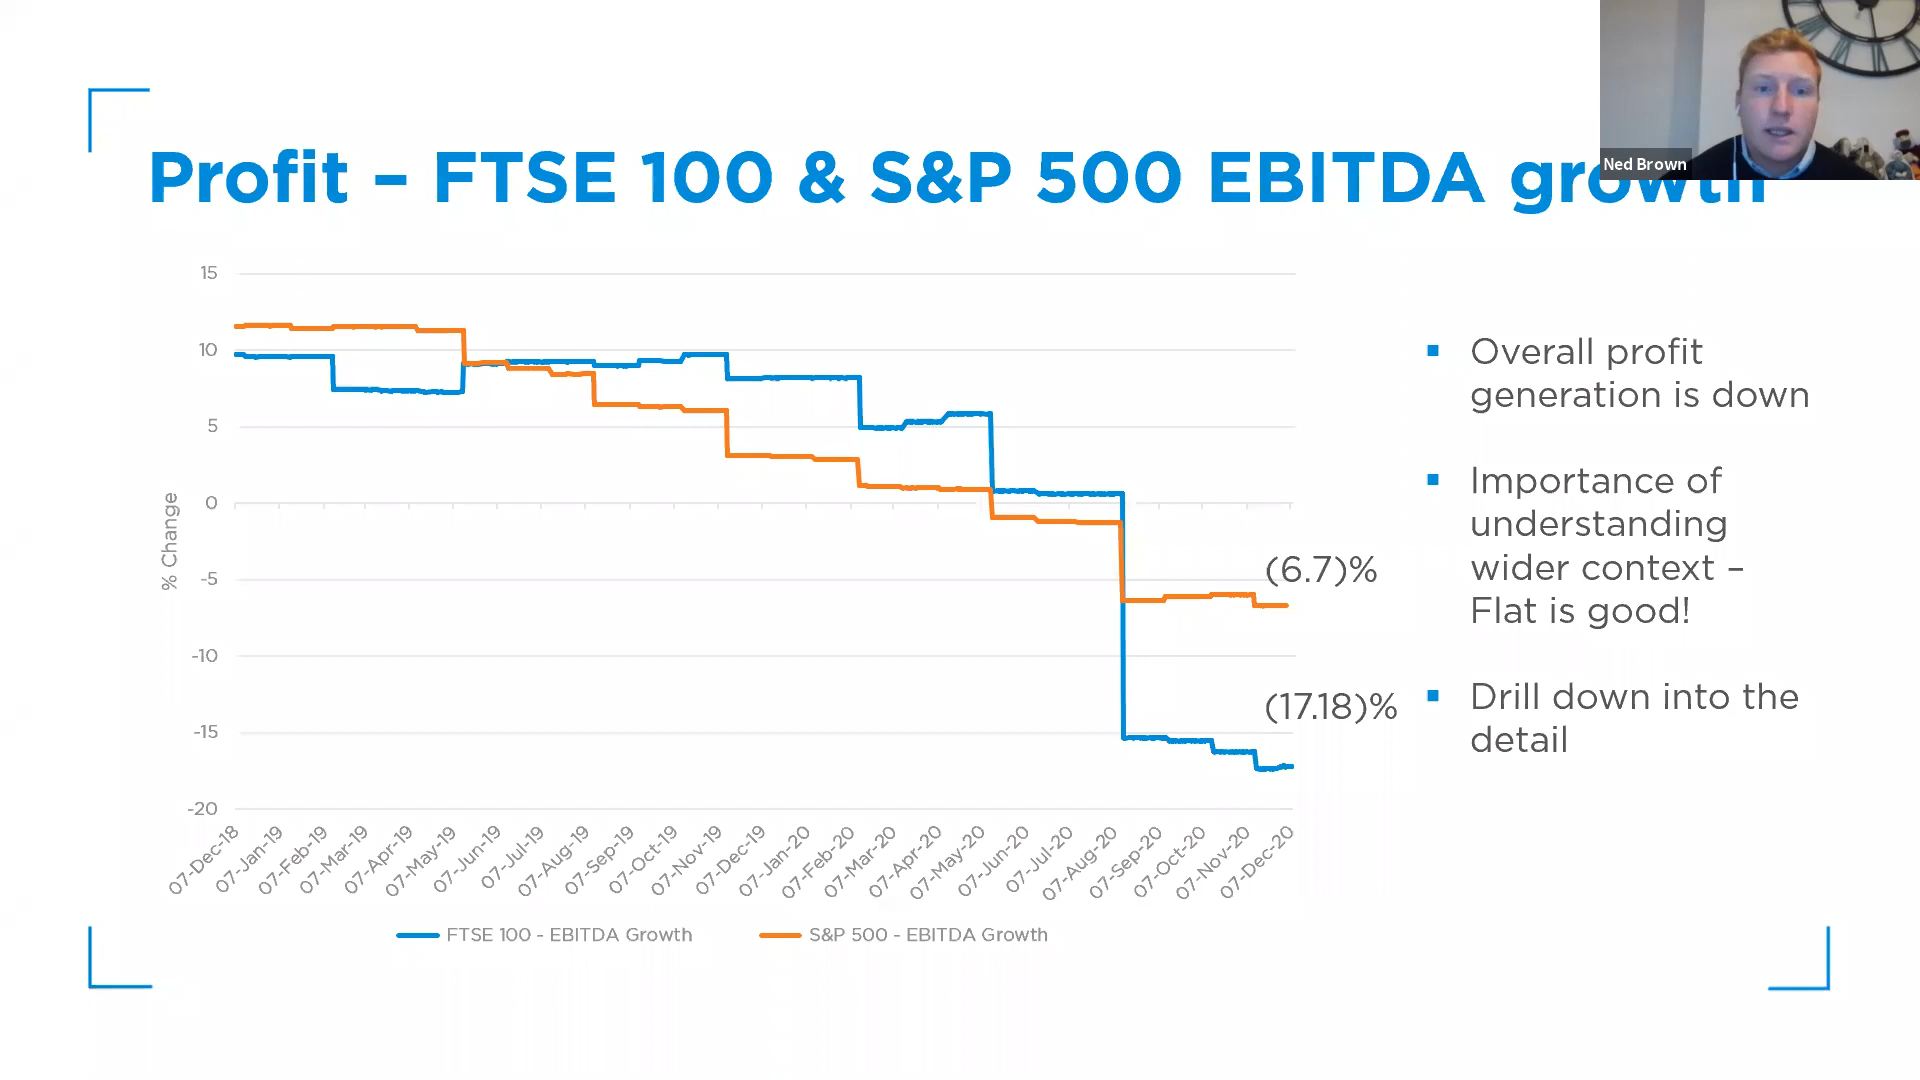 Ned Brown
Profit – FTSE 100 & S&P 500 EBITDA growth
15
10
5
0
-5
-10
-15
-20
% Change
(6.7)%
(17.18)%
07-Dec-18
07-Jan-19
07-Feb-19
07-Mar-19
07-Apr-19
07-May-19
07-Jun-19
07-Jul-19
07-Aug-19
07-Sep-19
07-Oct-19
07-Nov-19
07-Dec-19
07-Jan-20
07-Feb-20
07-Mar-20
07-Apr-20
07-May-20
07-Jun-20
07-Jul-20
07-Aug-20
07-Sep-20
07-Oct-20
07-Nov-20
07-Dec-20
FTSE 100 - EBITDA Growth
S&P 500 - EBITDA Growth
Overall profit
generation is down
Importance of
understanding
wider context –
Flat is good!
Drill down into the
detail